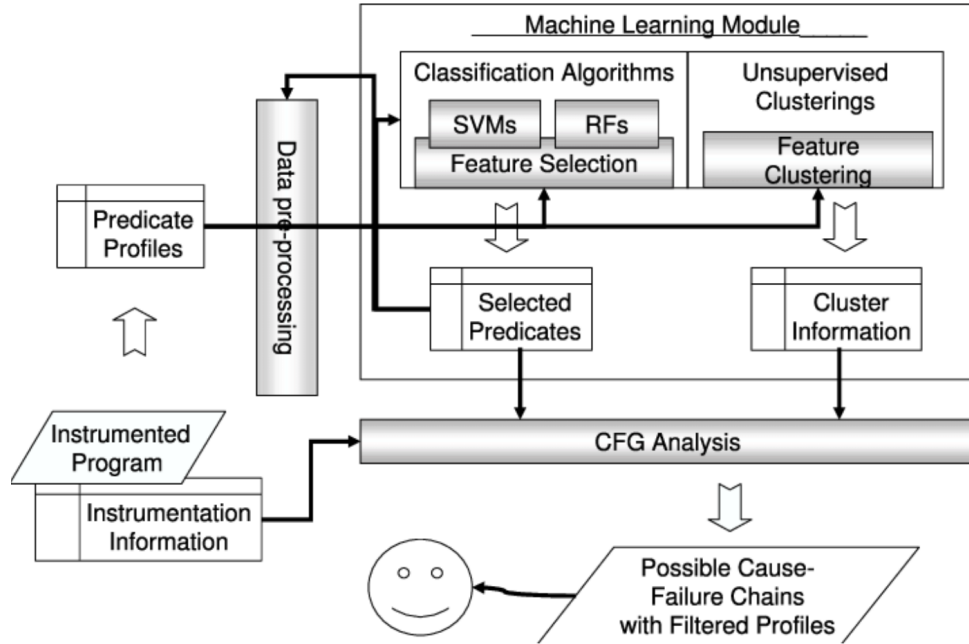 Machine Learning Module
Classification Algorithms
SVMs
RFs
Feature Selection
Unsupervised
Clusterings
Feature
Clustering
Data pre-processing
Predicate
Profiles
Selected
Predicates
Cluster
Information
Instrumented
Program
Instrumentation
Information
CFG Analysis
Possible Cause-
Failure Chains
with Filtered Profiles